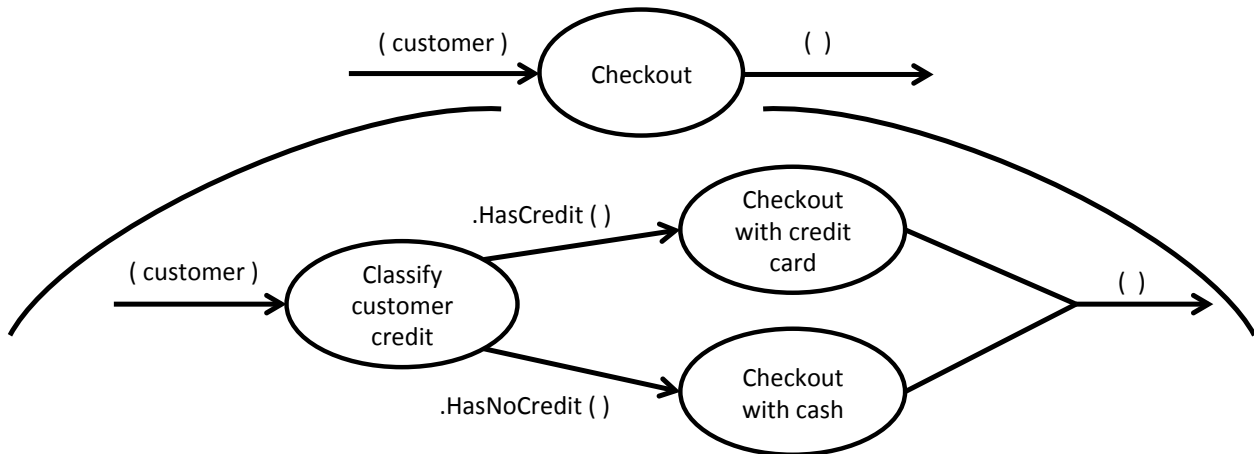 ( customer )
Checkout
( )
.HasCredit ( )
Checkout
with credit
card
( customer )
Classify
customer
credit
( )
.HasNoCredit ( )
Checkout
with cash